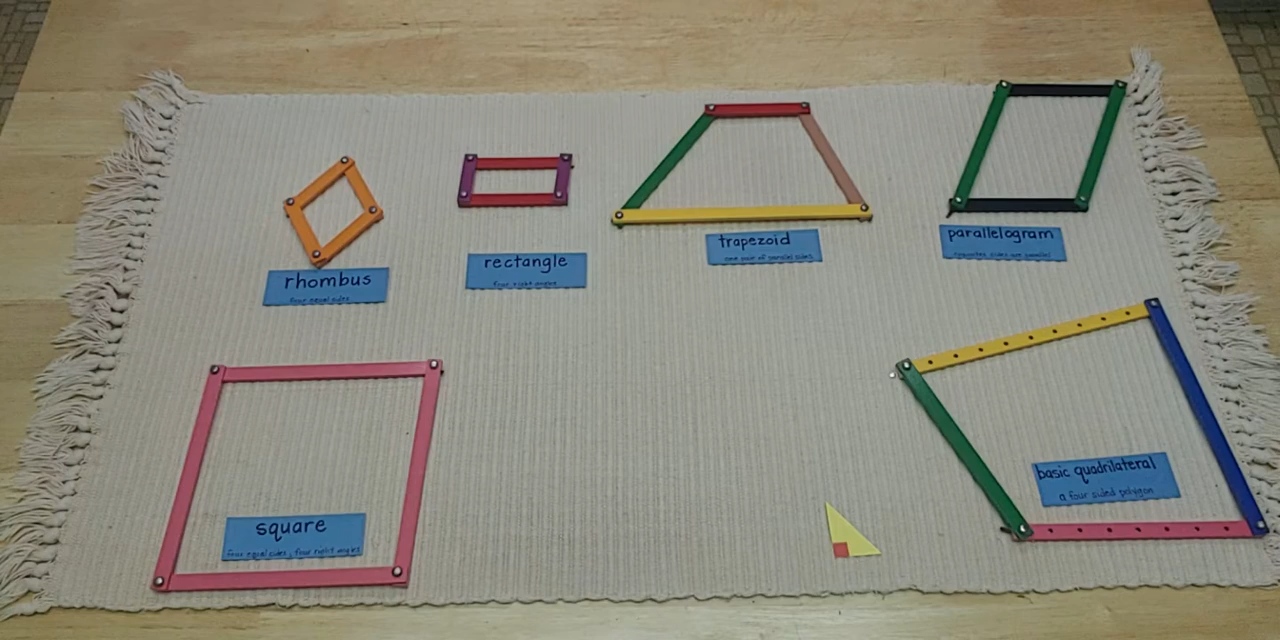 trapezoid
one pair of parallel sides
parallelogram
opposites sides are parallel
rhombus
four equal sides
rectangle
four right angles
basic quadrilateral
a four sided polygon
square
four equal sides, four right angles